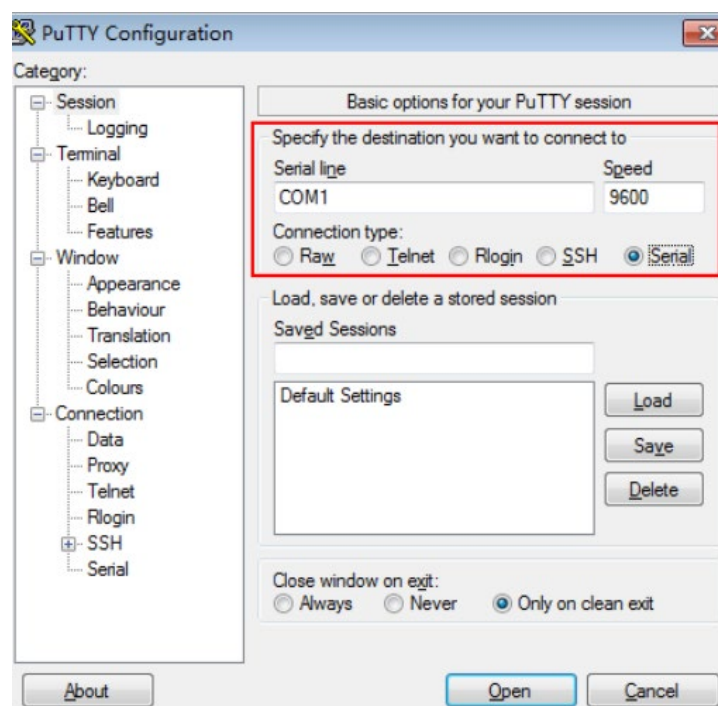 PuTTY Configuration
Category:
Session
Logging
Terminal
Keyboard
Bell
Features
Window
Appearance
Behaviour
Translation
Selection
Colours
Connection
Data
Proxy
Telnet
Rlogin
SSH
Serial
Basic options for your PuTTY session
Specify the destination you want to connect to
Serial line Speed
COM1 9600
Connection type:
Raw Telnet Rlogin SSH Serial
Load, save or delete a stored session
Saved Sessions
Default Settings
Load
Save
Delete
Close window on exit:
Always Never Only on clean exit
About Open Cancel